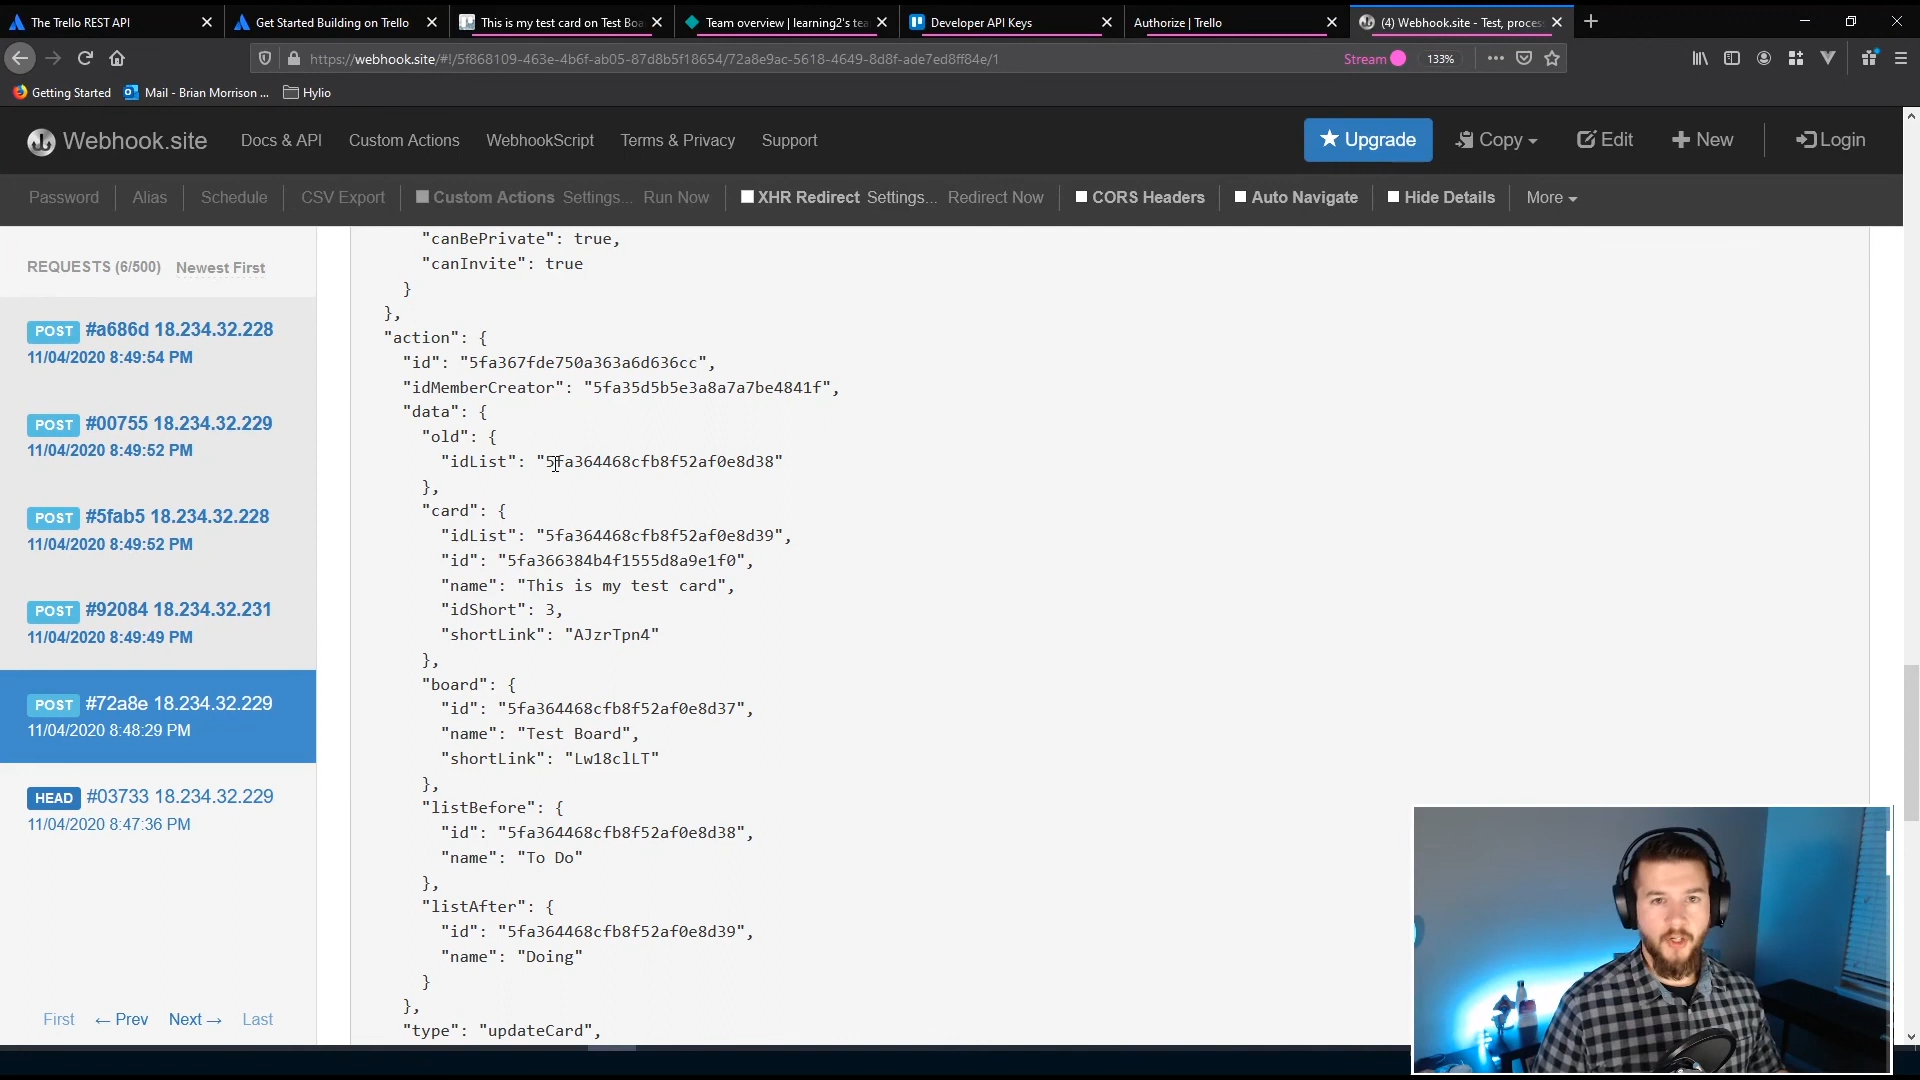 The Trello REST API
Get Started Building on Trello
This is my test card on Test Boa
Team overview | learning2's tea
Developer API Keys
Authorize | Trello
(4) Webhook.site - Test, proces
https://webhook.site/#!/5f868109-463e-4b6f-ab05-87d8b5f18654/72a8e9ac-5618-4649-8d8f-ade7ed8ff84e/1
Stream
133%
Getting Started
Mail - Brian Morrison ...
Hylio
Webhook.site
Docs & API
Custom Actions
WebhookScript
Terms & Privacy
Support
Upgrade
Copy
Edit
New
Login
Password
Alias
Schedule
CSV Export
Custom Actions Settings... Run Now
XHR Redirect Settings... Redirect Now
CORS Headers
Auto Navigate
Hide Details
More
REQUESTS (6/500) Newest First
POST #a686d 18.234.32.228
11/04/2020 8:49:54 PM
POST #00755 18.234.32.229
11/04/2020 8:49:52 PM
POST #5fab5 18.234.32.228
11/04/2020 8:49:52 PM
POST #92084 18.234.32.231
11/04/2020 8:49:49 PM
POST #72a8e 18.234.32.229
11/04/2020 8:48:29 PM
HEAD #03733 18.234.32.229
11/04/2020 8:47:36 PM
First ← Prev Next → Last
"canBePrivate": true,
"canInvite": true
}
},
"action": {
"id": "5fa367fde750a363a6d636cc",
"idMemberCreator": "5fa35d5b5e3a8a7a7be4841f",
"data": {
"old": {
"idList": "5fa364468cfb8f52af0e8d38"
},
"card": {
"idList": "5fa364468cfb8f52af0e8d39",
"id": "5fa366384b4f1555d8a9e1f0",
"name": "This is my test card",
"idShort": 3,
"shortLink": "AJzrTpn4"
},
"board": {
"id": "5fa364468cfb8f52af0e8d37",
"name": "Test Board",
"shortLink": "Lw18clLT"
},
"listBefore": {
"id": "5fa364468cfb8f52af0e8d38",
"name": "To Do"
},
"listAfter": {
"id": "5fa364468cfb8f52af0e8d39",
"name": "Doing"
}
},
"type": "updateCard",